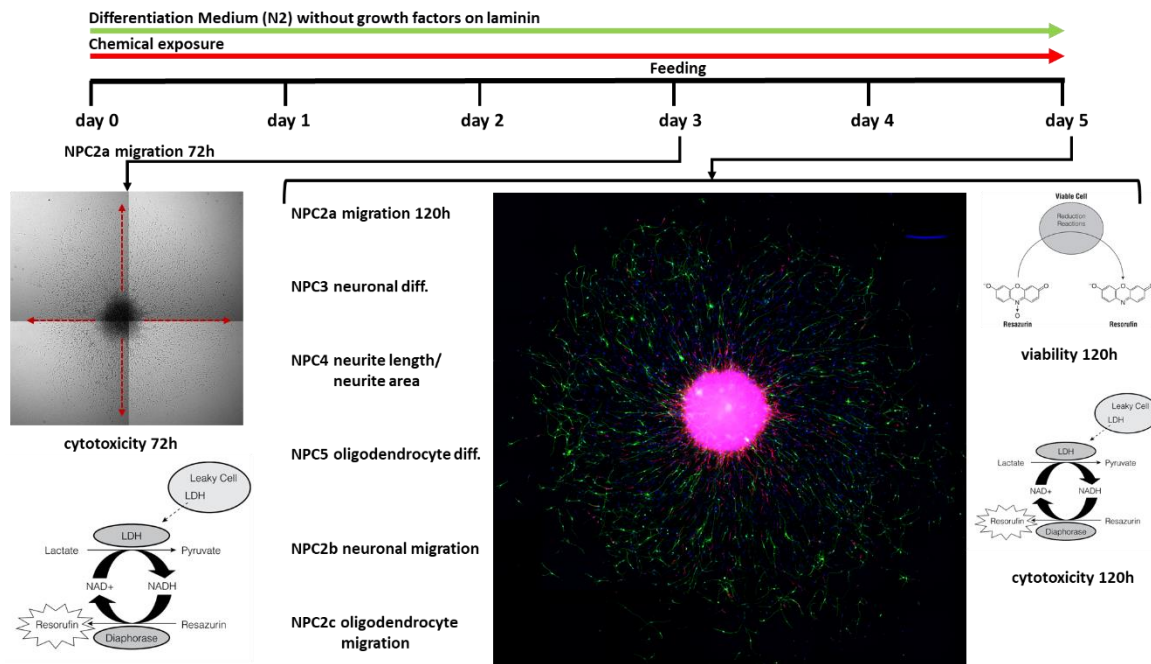 Differentiation Medium (N2) without growth factors on laminin
Chemical exposure
Feeding
day 0
day 1
day 2
day 3
day 4
day 5
NPC2a migration 72h
cytotoxicity 72h
Leaky Cell
LDH
LDH
Lactate
Pyruvate
NAD+
NADH
Resorufin
Resazurin
Diaphorase
NPC2a migration 120h
NPC3 neuronal diff.
NPC4 neurite length/
neurite area
NPC5 oligodendrocyte diff.
NPC2b neuronal migration
NPC2c oligodendrocyte
migration
Viable Cell
Reduction
Reactions
⁻O
O
N
O
Resazurin
⁻O
O
N
O
Resorufin
viability 120h
Leaky Cell
LDH
LDH
Lactate
Pyruvate
NAD+
NADH
Resorufin
Resazurin
Diaphorase
cytotoxicity 120h